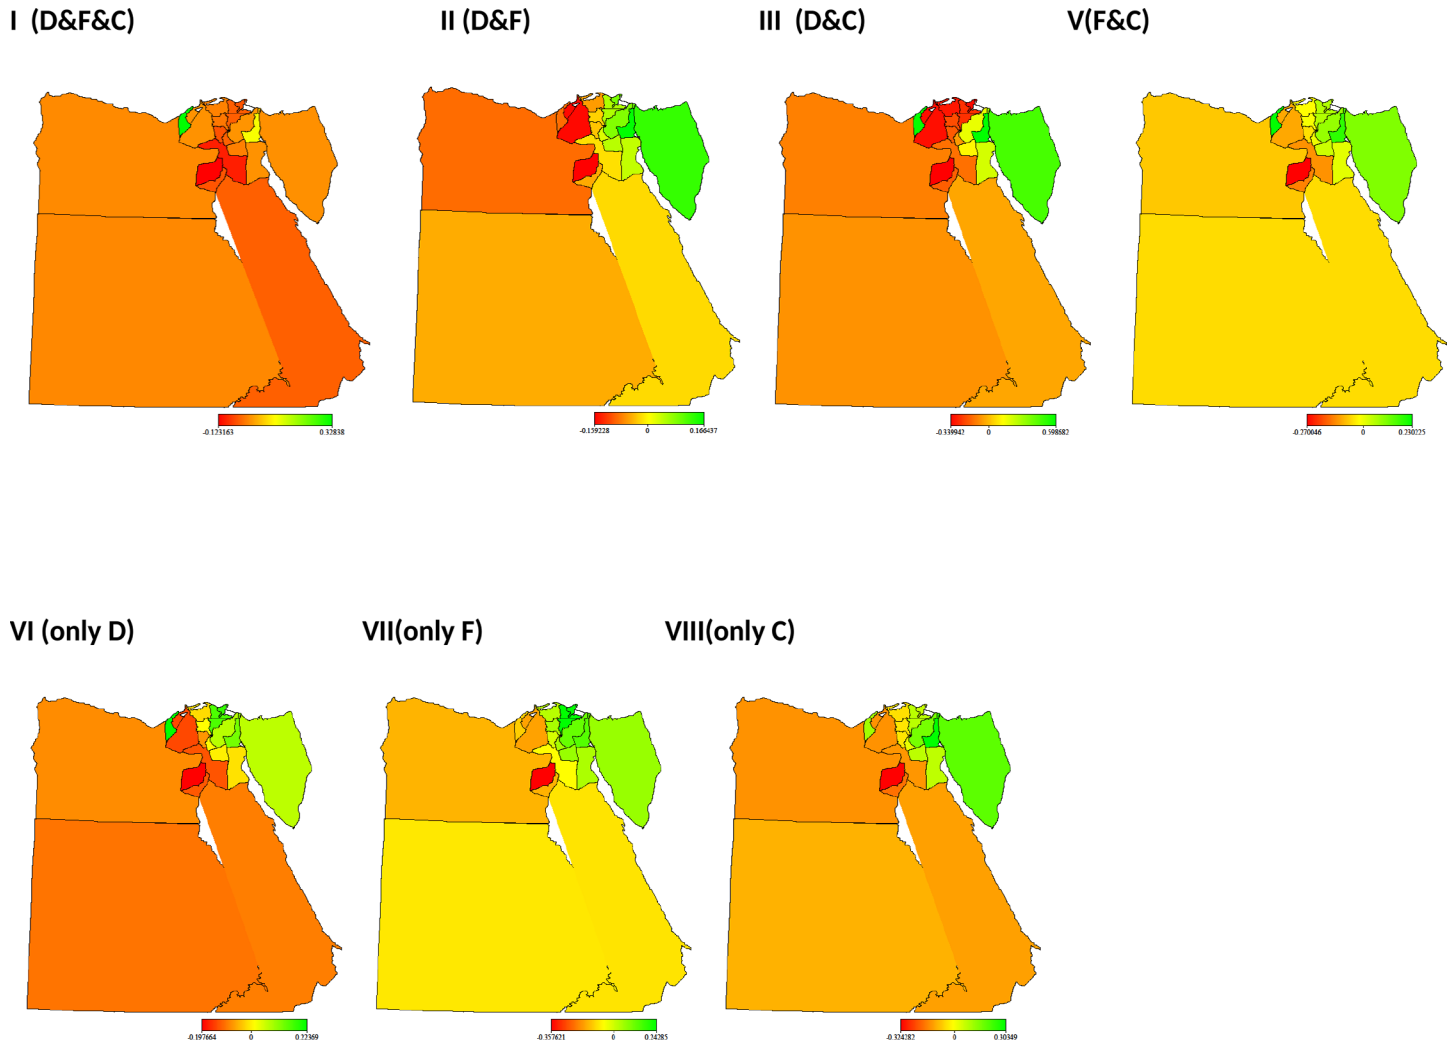 I  (D&F&C)
II (D&F)
III  (D&C)
V(F&C)
-0.123163
0.32838
-0.159228
0
0.166437
-0.339942
0
0.598682
-0.270646
0
0.230225
VI (only D)
VII(only F)
VIII(only C)
-0.197664
0
0.22369
-0.357621
0
0.24285
-0.324282
0
0.30349